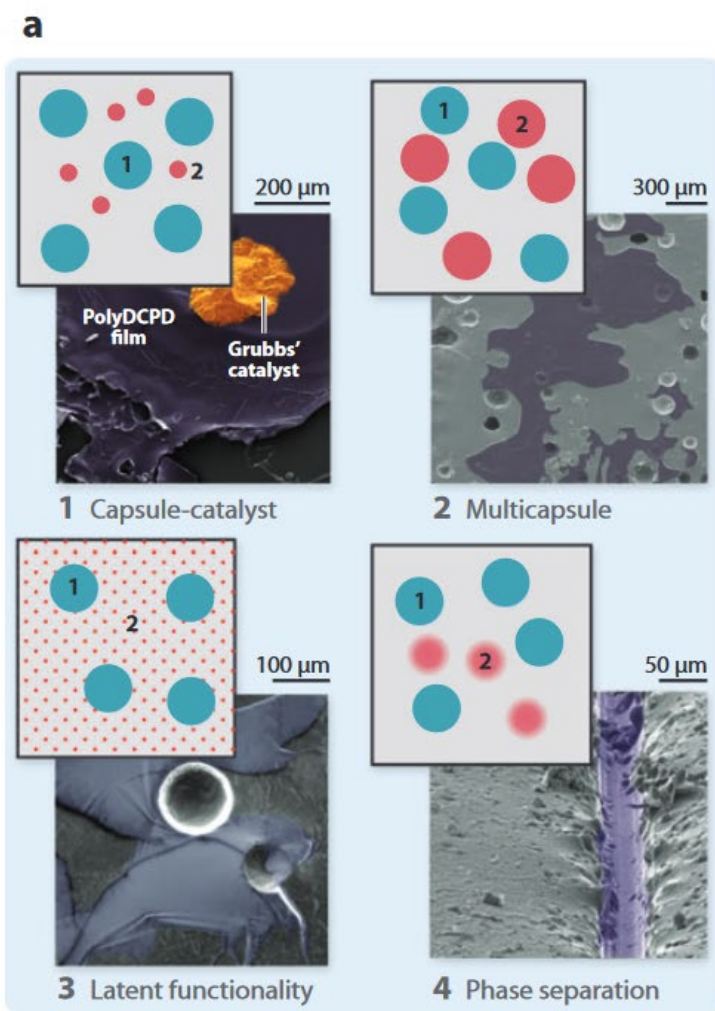 a
1
2
200 μm
PolyDCPD
film
Grubbs’
catalyst
1 Capsule-catalyst
1
2
300 μm
2 Multicapsule
1
2
100 μm
3 Latent functionality
1
2
50 μm
4 Phase separation